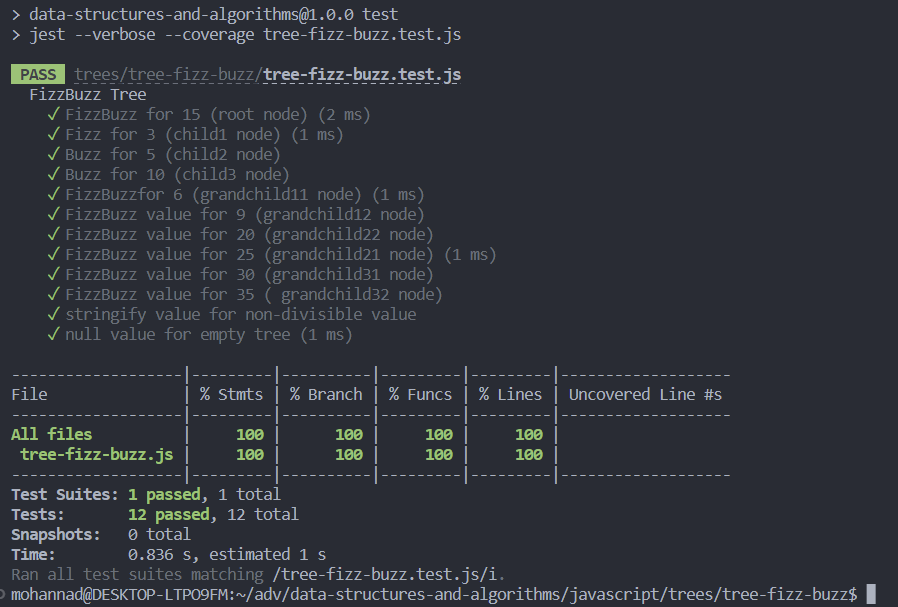 > data-structures-and-algorithms@1.0.0 test
> jest --verbose --coverage tree-fizz-buzz.test.js
PASS trees/tree-fizz-buzz/tree-fizz-buzz.test.js
FizzBuzz Tree
✓ FizzBuzz for 15 (root node) (2 ms)
✓ Fizz for 3 (child1 node) (1 ms)
✓ Buzz for 5 (child2 node)
✓ Buzz for 10 (child3 node)
✓ FizzBuzzfor 6 (grandchild11 node) (1 ms)
✓ FizzBuzz value for 9 (grandchild12 node)
✓ FizzBuzz value for 20 (grandchild22 node)
✓ FizzBuzz value for 25 (grandchild21 node) (1 ms)
✓ FizzBuzz value for 30 (grandchild31 node)
✓ FizzBuzz value for 35 ( grandchild32 node)
✓ stringify value for non-divisible value
✓ null value for empty tree (1 ms)
-------------------|---------|----------|---------|---------|-------------------
File               | % Stmts | % Branch | % Funcs | % Lines | Uncovered Line #s
-------------------|---------|----------|---------|---------|-------------------
All files          |     100 |      100 |     100 |     100 |
 tree-fizz-buzz.js |     100 |      100 |     100 |     100 |
-------------------|---------|----------|---------|---------|-------------------
Test Suites: 1 passed, 1 total
Tests:       12 passed, 12 total
Snapshots:   0 total
Time:        0.836 s, estimated 1 s
Ran all test suites matching /tree-fizz-buzz.test.js/i.
mohannad@DESKTOP-LTPO9FM:~/adv/data-structures-and-algorithms/javascript/trees/tree-fizz-buzz$